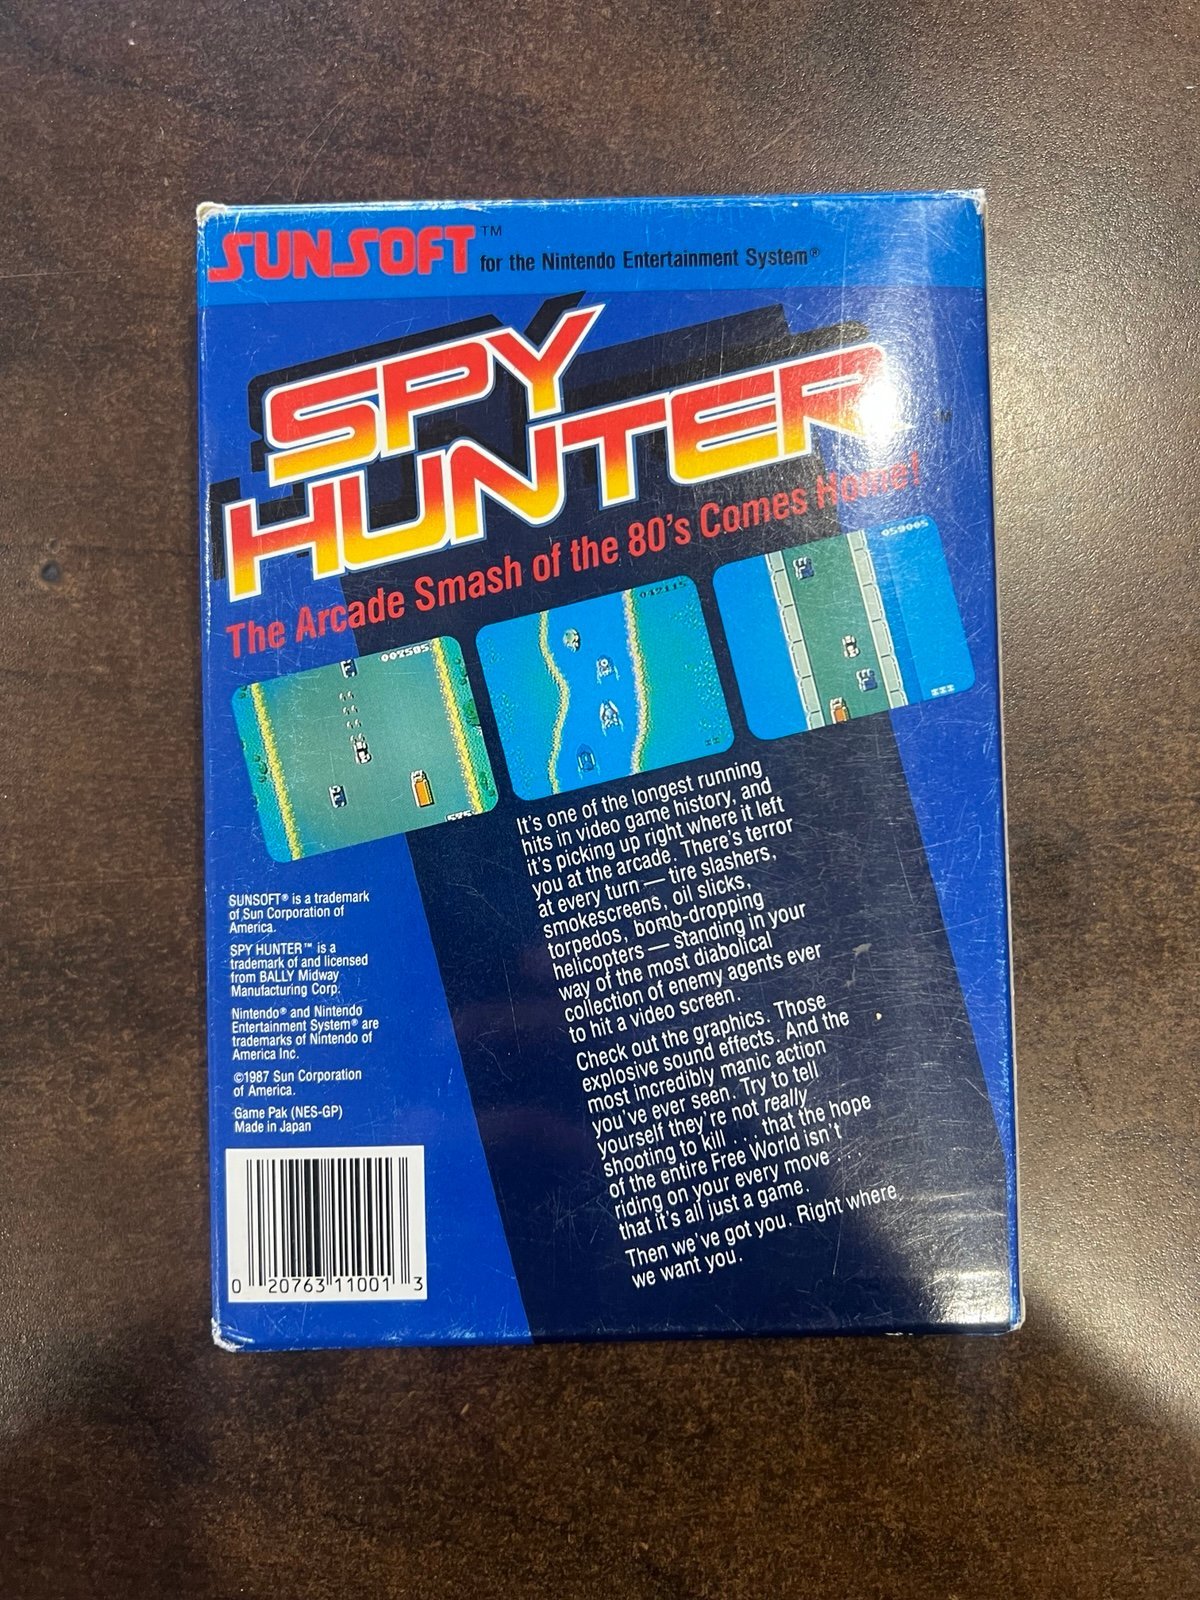 SUNSOFT™ for the Nintendo Entertainment System®
SPY
HUNTER™
The Arcade Smash of the 80's Comes Home!
042115
059005
It's one of the longest running
hits in video game history, and
it's picking up right where it left
you at the arcade. There's terror
at every turn — tire slashers,
smokescreens, oil slicks,
torpedos, bomb-dropping
helicopters — standing in your
way of the most diabolical
collection of enemy agents ever
to hit a video screen.
Check out the graphics. Those
explosive sound effects. And the
most incredibly manic action
you've ever seen. Try to tell
yourself they're not really
shooting to kill . . . that the hope
of the entire Free World isn't
riding on your every move . . .
that it's all just a game.
Then we've got you. Right where
we want you.
SUNSOFT® is a trademark
of Sun Corporation of
America.
SPY HUNTER™ is a
trademark of and licensed
from BALLY Midway
Manufacturing Corp.
Nintendo® and Nintendo
Entertainment System® are
trademarks of Nintendo of
America Inc.
©1987 Sun Corporation
of America.
Game Pak (NES-GP)
Made in Japan
0 20763 11001 3